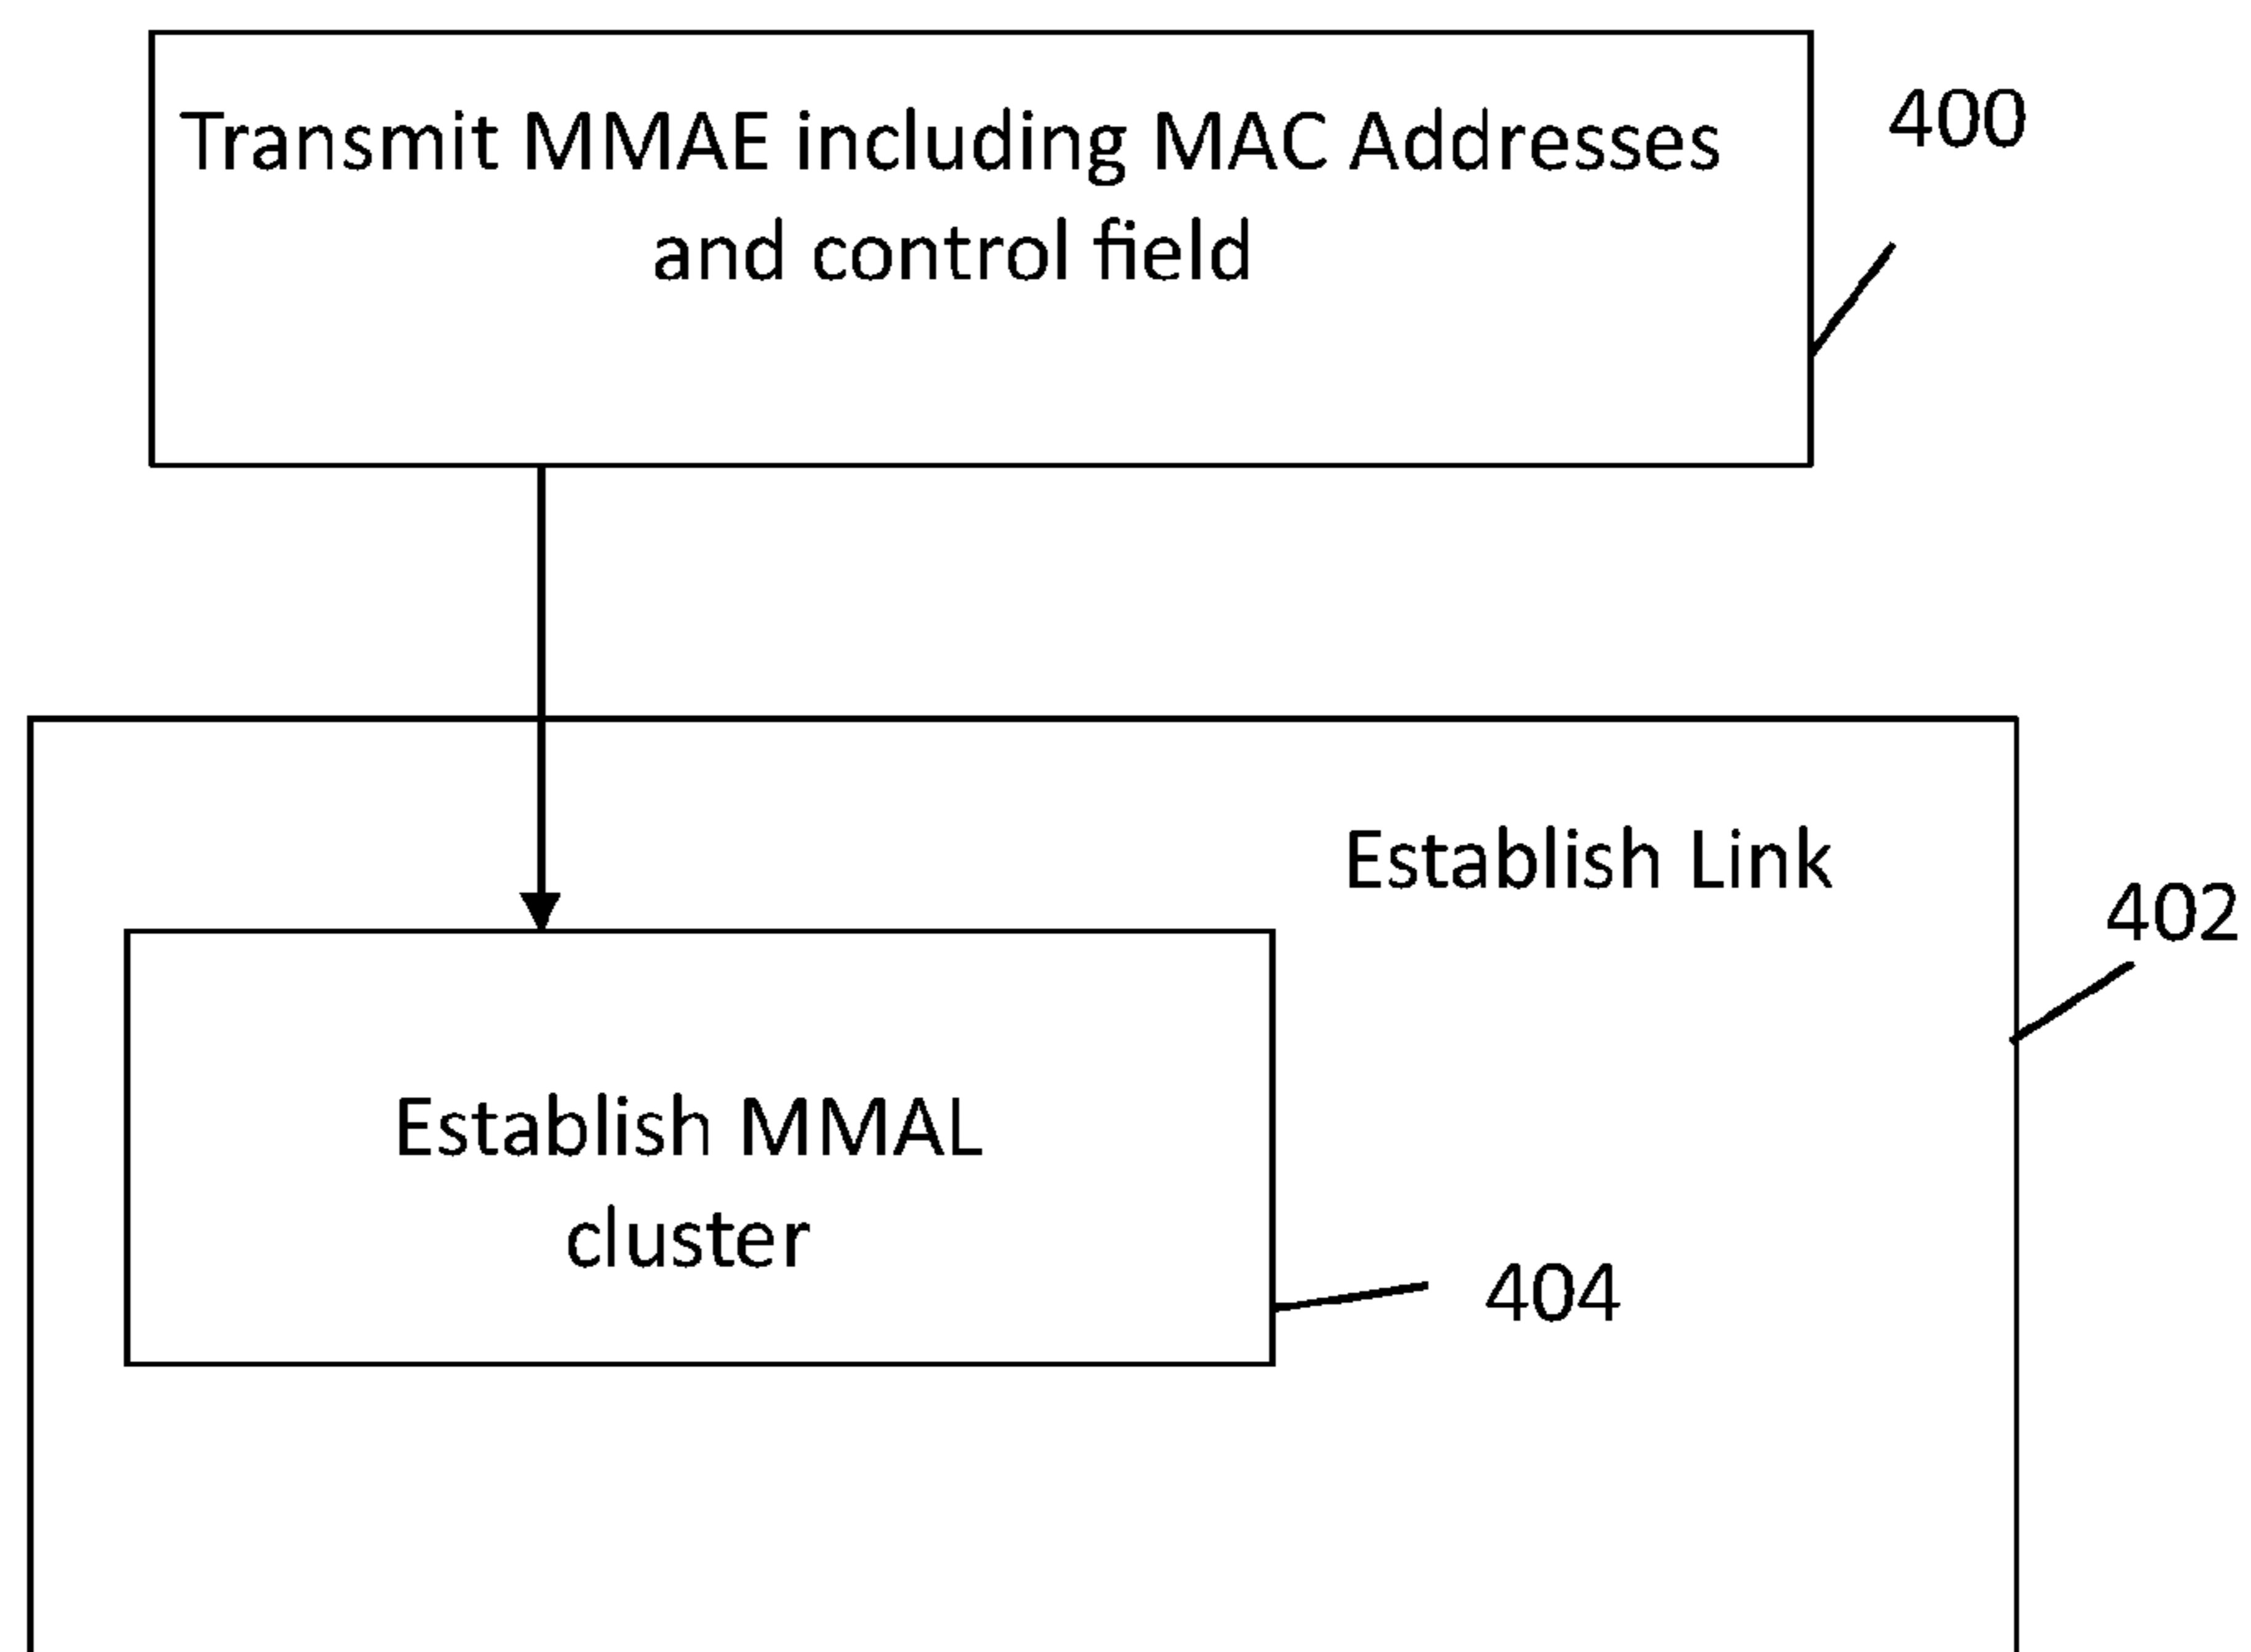 Transmit MMAE including MAC Addresses
and control field
400
Establish Link
402
Establish MMAL
cluster
404